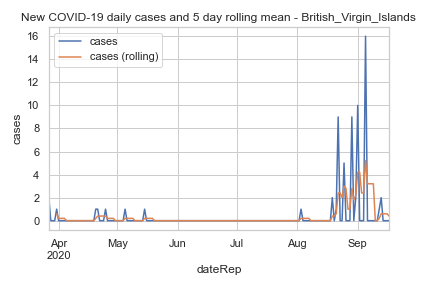 New COVID-19 daily cases and 5 day rolling mean - British_Virgin_Islands
cases
cases (rolling)
16
14
12
10
8
6
4
2
0
cases
Apr May Jun Jul Aug Sep
2020
dateRep